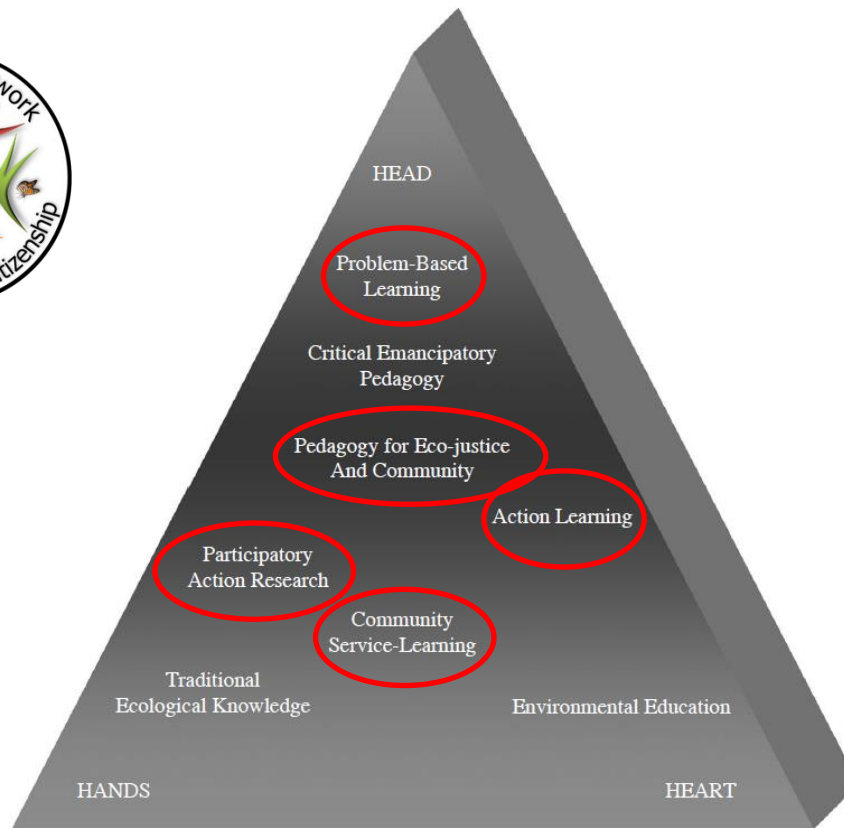 work
tizenship
HEAD
Problem-Based
Learning
Critical Emancipatory
Pedagogy
Pedagogy for Eco-justice
And Community
Action Learning
Participatory
Action Research
Community
Service-Learning
Traditional
Ecological Knowledge
Environmental Education
HANDS
HEART